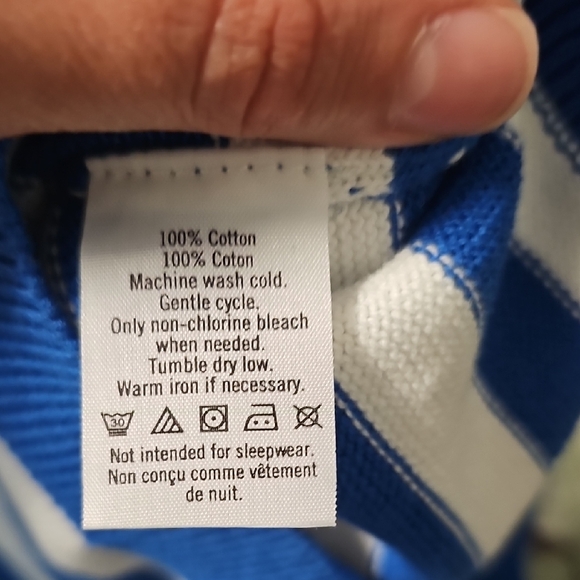 100% Cotton
100% Coton
Machine wash cold.
Gentle cycle.
Only non-chlorine bleach
when needed.
Tumble dry low.
Warm iron if necessary.
30
Not intended for sleepwear.
Non conçu comme vêtement
de nuit.